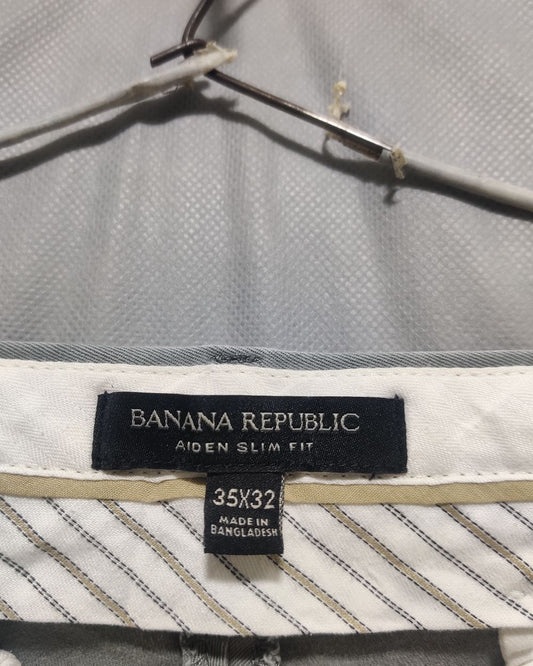 BANANA REPUBLIC
AIDEN SLIM FIT
35X32
MADE IN
BANGLADESH